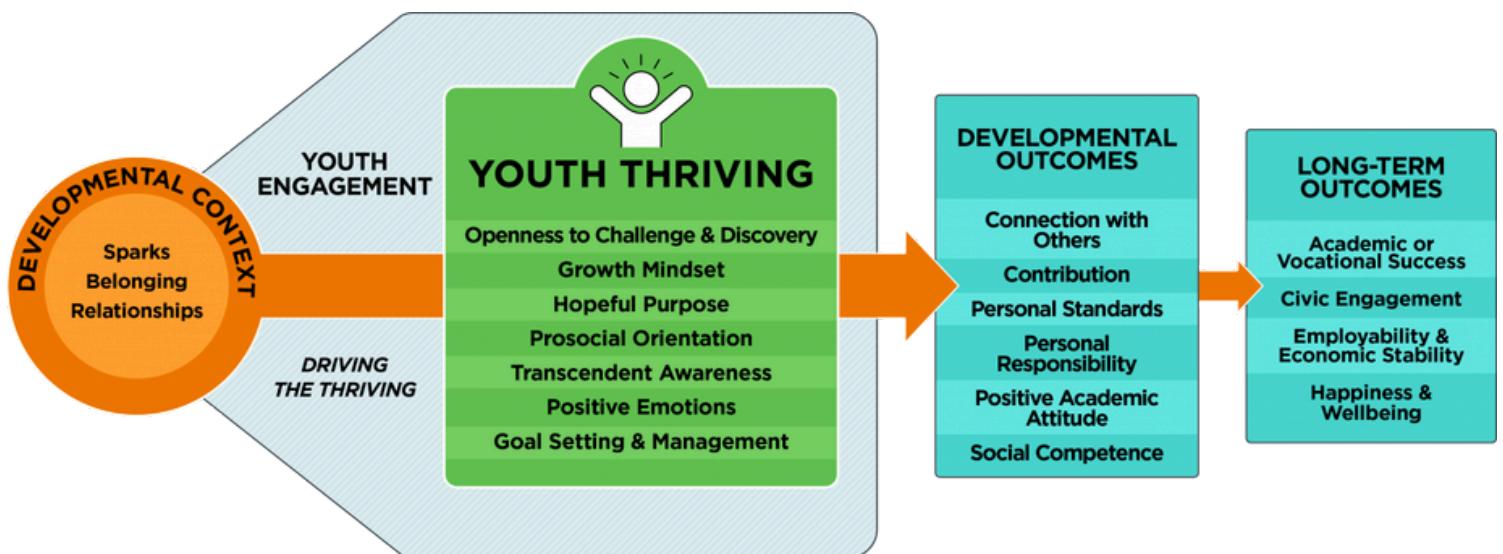 DEVELOPMENTAL CONTEXT
Sparks
Belonging
Relationships
YOUTH
ENGAGEMENT
DRIVING
THE THRIVING
YOUTH THRIVING
Openness to Challenge & Discovery
Growth Mindset
Hopeful Purpose
Prosocial Orientation
Transcendent Awareness
Positive Emotions
Goal Setting & Management
DEVELOPMENTAL
OUTCOMES
Connection with
Others
Contribution
Personal Standards
Personal
Responsibility
Positive Academic
Attitude
Social Competence
LONG-TERM
OUTCOMES
Academic or
Vocational Success
Civic Engagement
Employability &
Economic Stability
Happiness &
Wellbeing